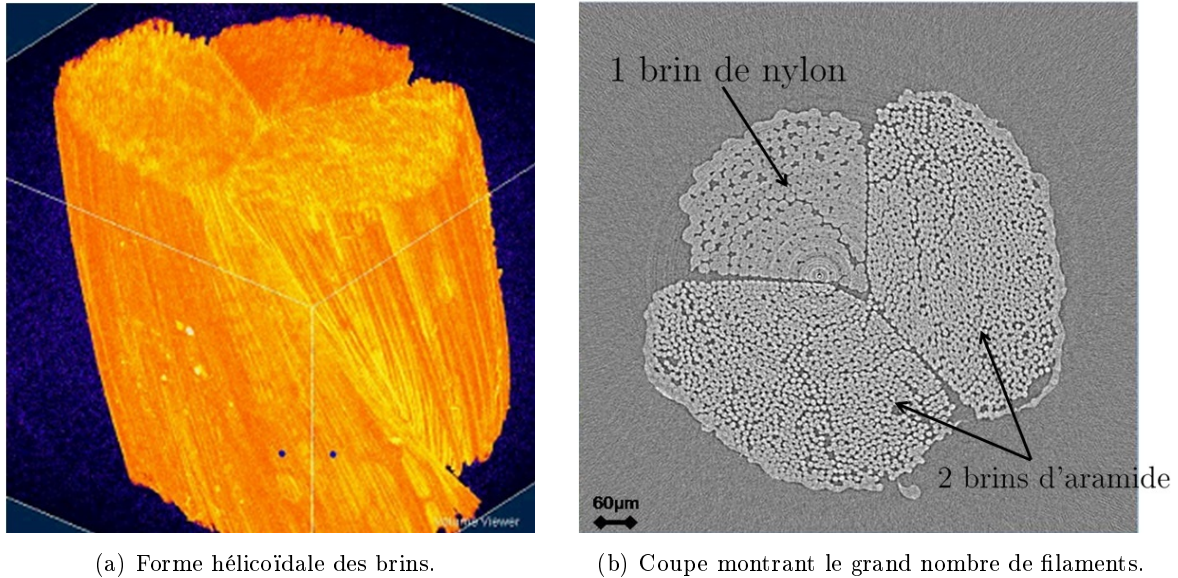 1 brin de nylon
2 brins d'aramide
60µm
Volume Viewer
(a) Forme hélicoïdale des brins.
(b) Coupe montrant le grand nombre de filaments.